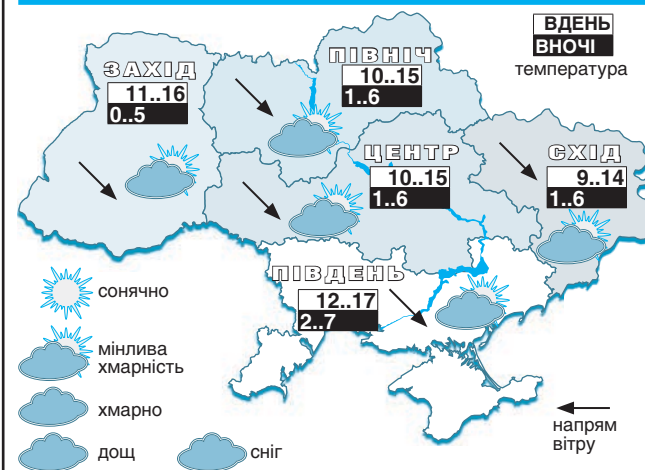 ВДЕНЬ
ВНОЧІ
температура
ЗАХІД
11..16
0..5
ПІВНІЧ
10..15
1..6
ЦЕНТР
10..15
1..6
СХІД
9..14
1..6
ПІВДЕНЬ
12..17
2..7
сонячно
мінлива
хмарність
хмарно
дощ
сніг
напрям
вітру